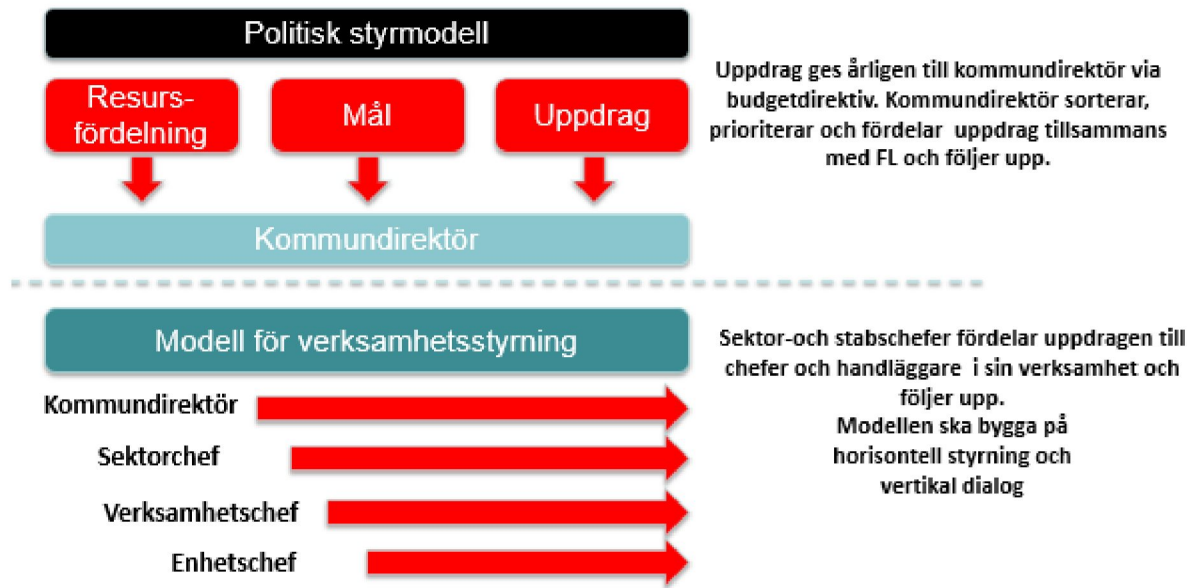 Politisk styrmodell
Resurs-
fördelning
Mål
Uppdrag
Uppdrag ges årligen till kommundirektör via
budgetdirektiv. Kommundirektör sorterar,
prioriterar och fördelar uppdrag tillsammans
med FL och följer upp.
Kommundirektör
Modell för verksamhetsstyrning
Kommundirektör
Sektorchef
Verksamhetschef
Enhetschef
Sektor-och stabschefer fördelar uppdragen till
chefer och handläggare i sin verksamhet och
följer upp.
Modellen ska bygga på
horisontell styrning och
vertikal dialog